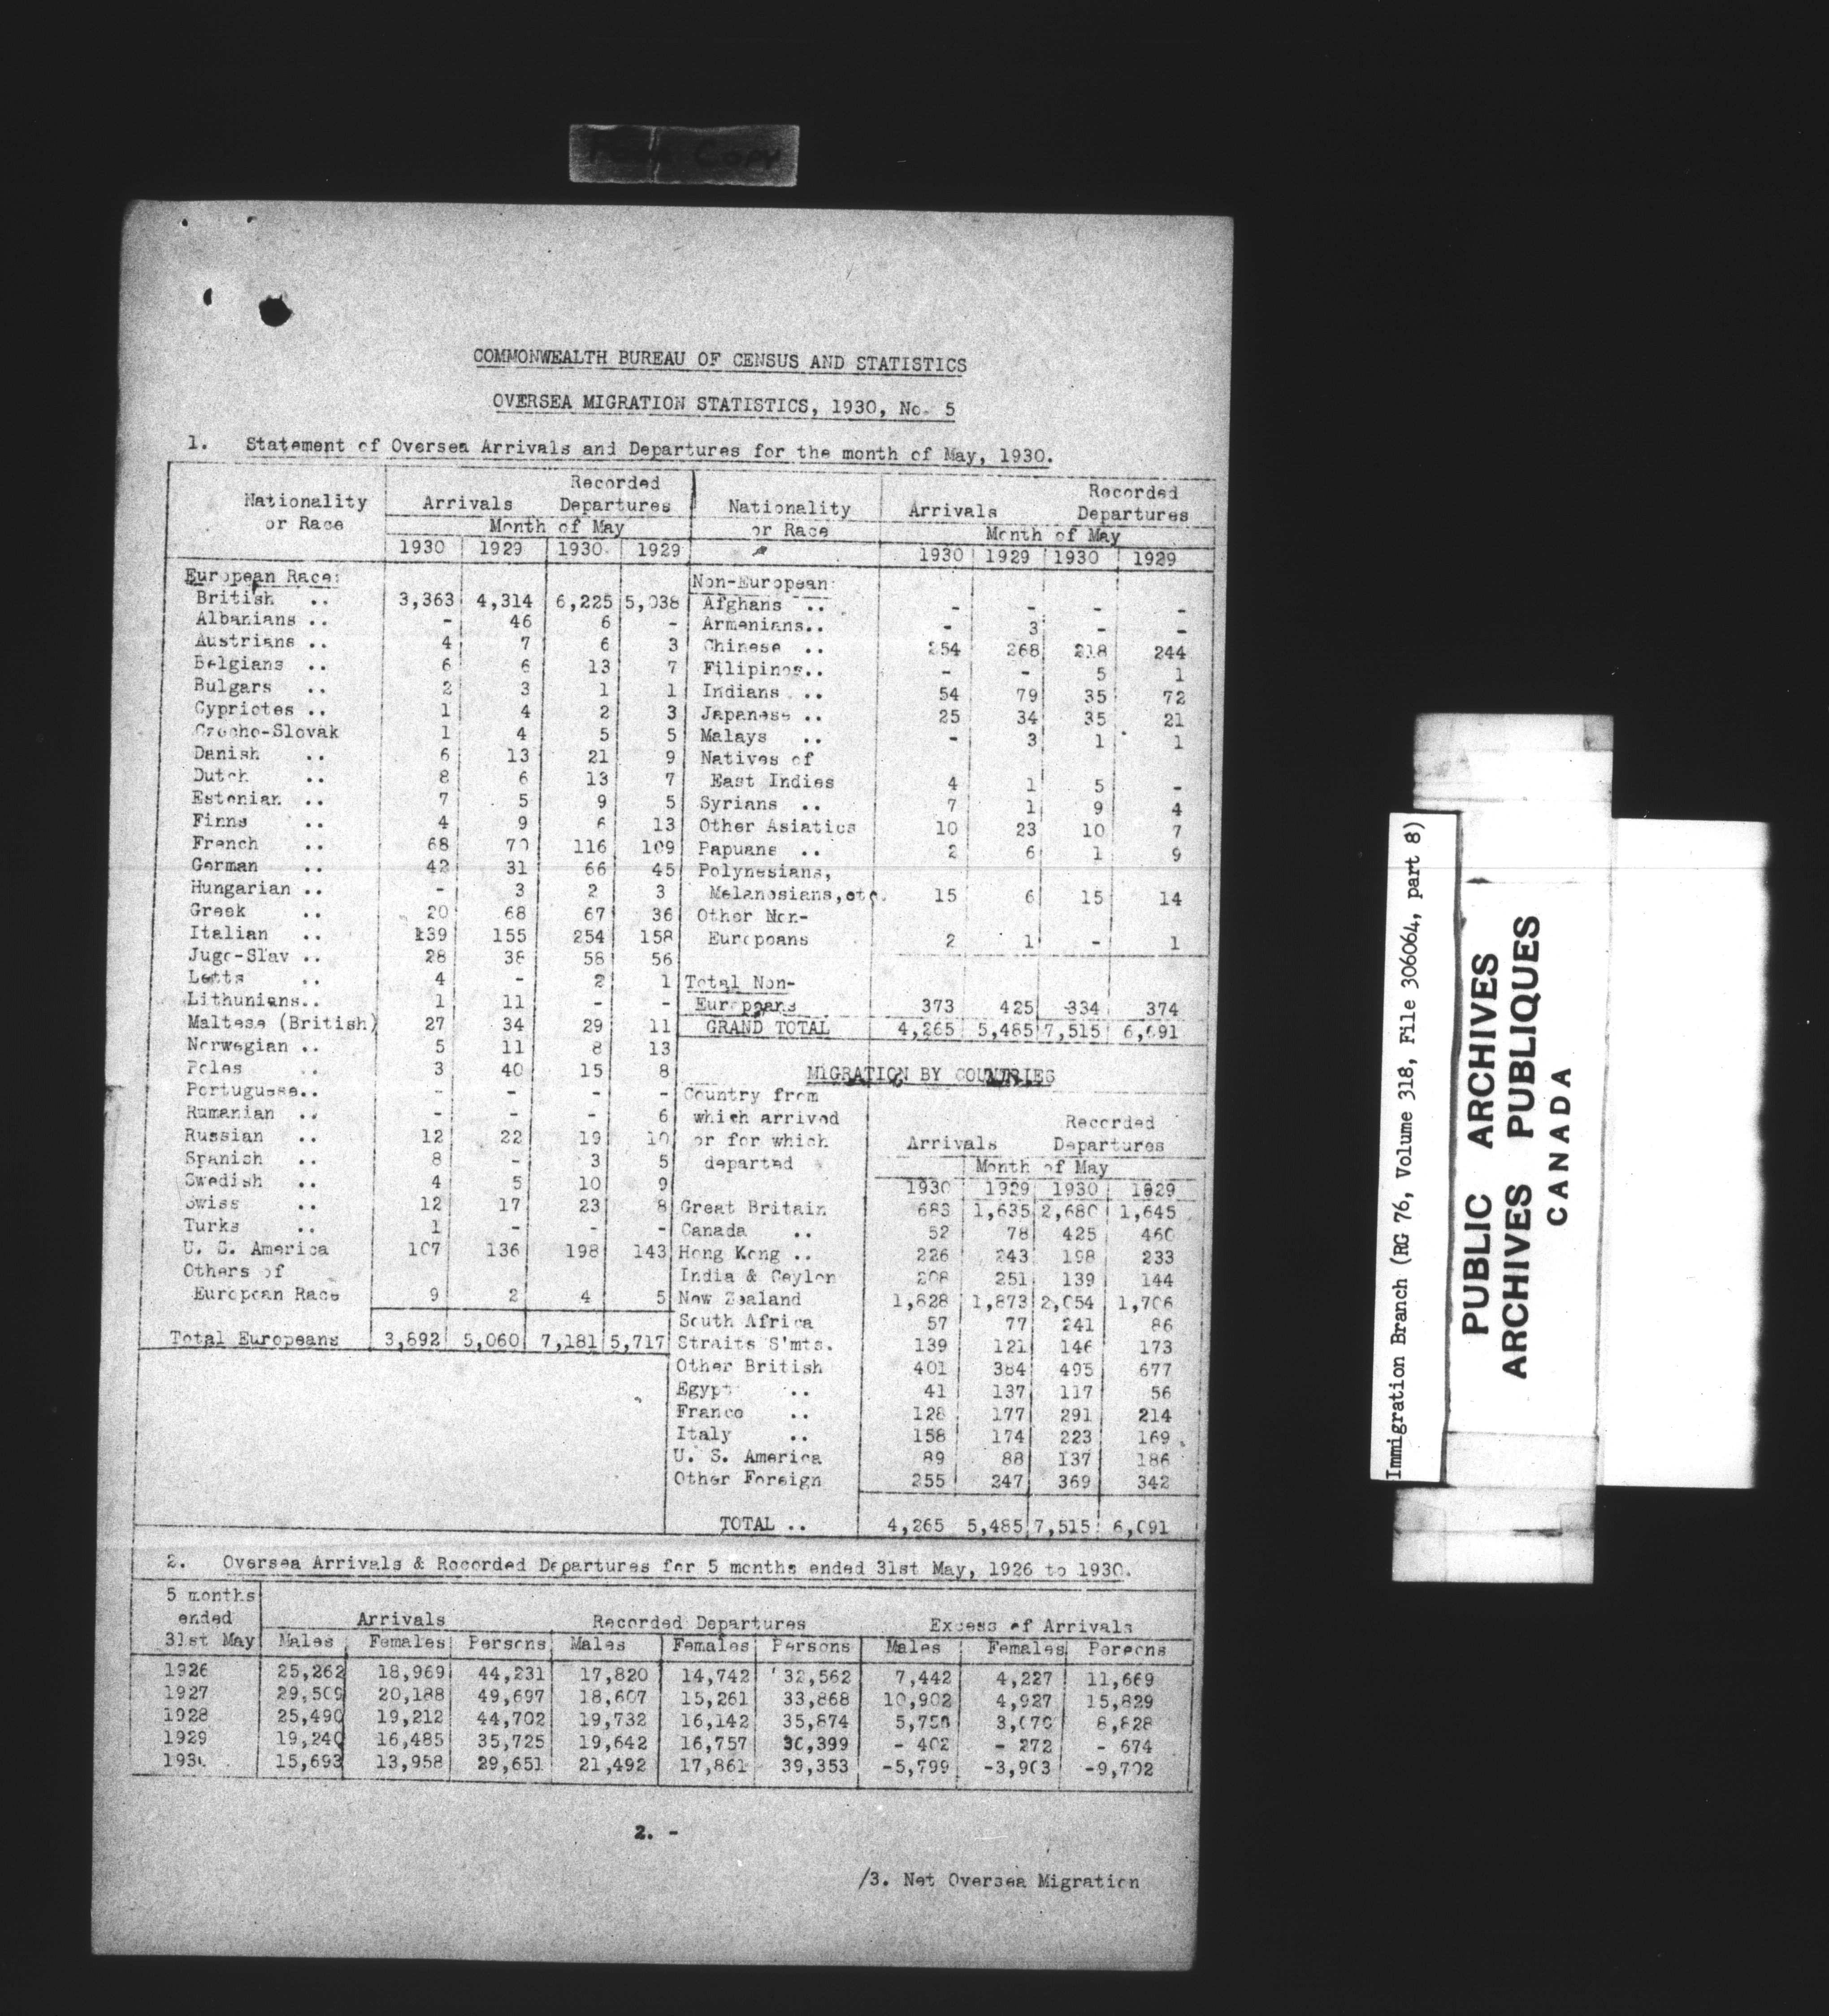 Poor Copy
COMMONWEALTH BUREAU OF CENSUS AND STATISTICS
OVERSEA MIGRATION STATISTICS, 1930, No. 5
1. Statement of Oversea Arrivals and Departures for the month of May, 1930.
Nationality or Race | Arrivals | Recorded Departures
Month of May
1930 1929 1930 1929
European Race:
British .. 3,363 4,314 6,225 5,038
Albanians .. - 46 6 -
Austrians .. 4 7 6 3
Belgians .. 6 6 13 7
Bulgars .. 2 3 1 1
Cypriotes .. 1 4 2 3
Czecho-Slovak 1 4 5 5
Danish .. 6 13 21 9
Dutch .. 8 6 13 7
Estonian .. 7 5 9 5
Finns .. 4 9 6 13
French .. 68 70 116 109
German .. 42 31 66 45
Hungarian .. - 3 2 3
Greek .. 20 68 67 36
Italian .. 139 155 254 158
Jugo-Slav .. 28 38 58 56
Letts .. 4 - 2 1
Lithunians.. 1 11 - -
Maltese (British) 27 34 29 11
Norwegian .. 5 11 8 13
Poles .. 3 40 15 8
Portuguese.. - - - -
Rumanian .. - - - 6
Russian .. 12 22 19 10
Spanish .. 8 - 3 5
Swedish .. 4 5 10 9
Swiss .. 12 17 23 8
Turks .. 1 - - -
U. S. America 107 136 198 143
Others of
European Race 9 2 4 5
Total Europeans 3,892 5,060 7,181 5,717
Nationality or Race | Arrivals | Recorded Departures
Month of May
1930 1929 1930 1929
Non-European:
Afghans .. - - - -
Armenians.. - 3 - -
Chinese .. 254 268 218 244
Filipinos.. - - 5 1
Indians .. 54 79 35 72
Japanese .. 25 34 35 21
Malays .. - 3 1 1
Natives of
East Indies 4 1 5 -
Syrians .. 7 1 9 4
Other Asiatics 10 23 10 7
Papuans .. 2 6 1 9
Polynesians,
Melanesians,etc. 15 6 15 14
Other Non-
Europeans 2 1 - 1
Total Non-
Europeans 373 425 334 374
GRAND TOTAL 4,265 5,485 7,515 6,091
MIGRATION BY COUNTRIES
Country from
which arrived
or for which
departed
Arrivals | Recorded Departures
Month of May
1930 1929 1930 1929
Great Britain 683 1,635 2,680 1,645
Canada .. 52 78 425 460
Hong Kong .. 226 243 198 233
India & Ceylon 208 251 139 144
New Zealand 1,828 1,873 2,054 1,706
South Africa 57 77 241 86
Straits S'mts. 139 121 146 173
Other British 401 384 495 677
Egypt .. 41 137 117 56
France .. 128 177 291 214
Italy .. 158 174 223 169
U. S. America 89 88 137 186
Other Foreign 255 247 369 342
TOTAL .. 4,265 5,485 7,515 6,091
2. Oversea Arrivals & Recorded Departures for 5 months ended 31st May, 1926 to 1930.
5 months
ended
31st May
Arrivals | Recorded Departures | Excess of Arrivals
Males Females Persons Males Females Persons Males Females Persons
1926 25,262 18,969 44,231 17,820 14,742 32,562 7,442 4,227 11,669
1927 29,509 20,188 49,697 18,607 15,261 33,868 10,902 4,927 15,829
1928 25,490 19,212 44,702 19,732 16,142 35,874 5,758 3,070 8,828
1929 19,240 16,485 35,725 19,642 16,757 36,399 - 402 - 272 - 674
1930 15,693 13,958 29,651 21,492 17,861 39,353 -5,799 -3,903 -9,702
2. -
/3. Net Oversea Migration
Immigration Branch (RG 76, Volume 318, File 306064, part 8)
PUBLIC ARCHIVES
ARCHIVES PUBLIQUES
CANADA